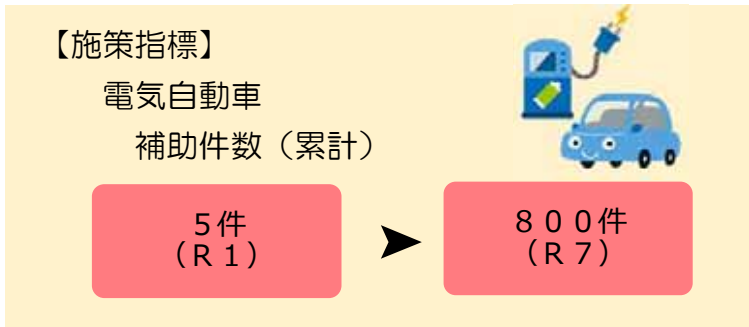 【施策指標】
電気自動車
補助件数（累計）
5件
（Ｒ１）
８００件
（Ｒ７）